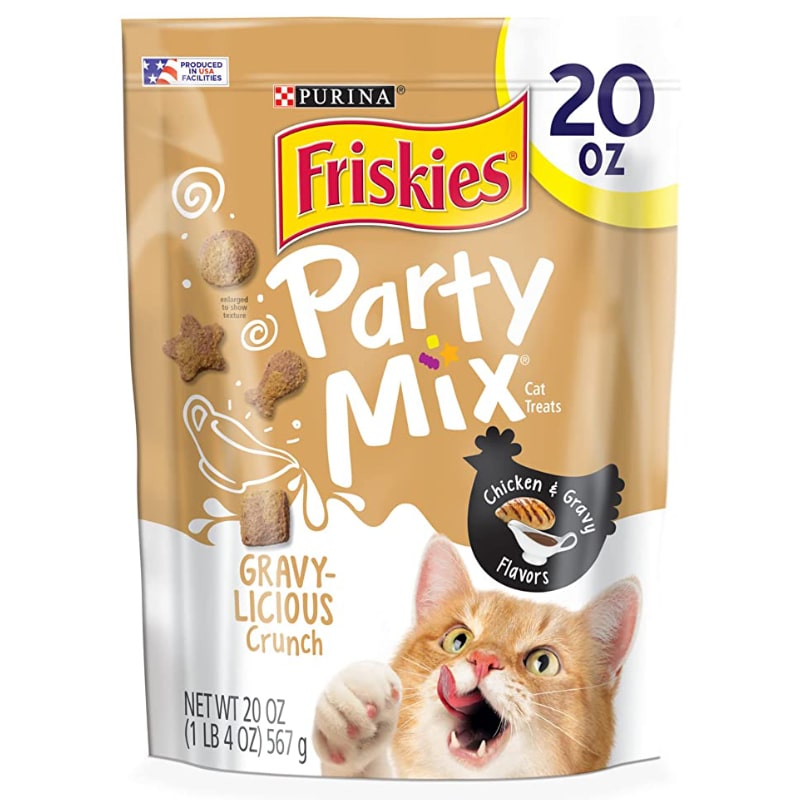 PRODUCED
IN USA
FACILITIES
PURINA®
20
OZ
Friskies®
Party
Mix®
Cat
Treats
enlarged
to show
texture
Chicken & Gravy
Flavors
GRAVY-
LICIOUS
Crunch
NET WT 20 OZ
(1 LB 4 OZ) 567 g